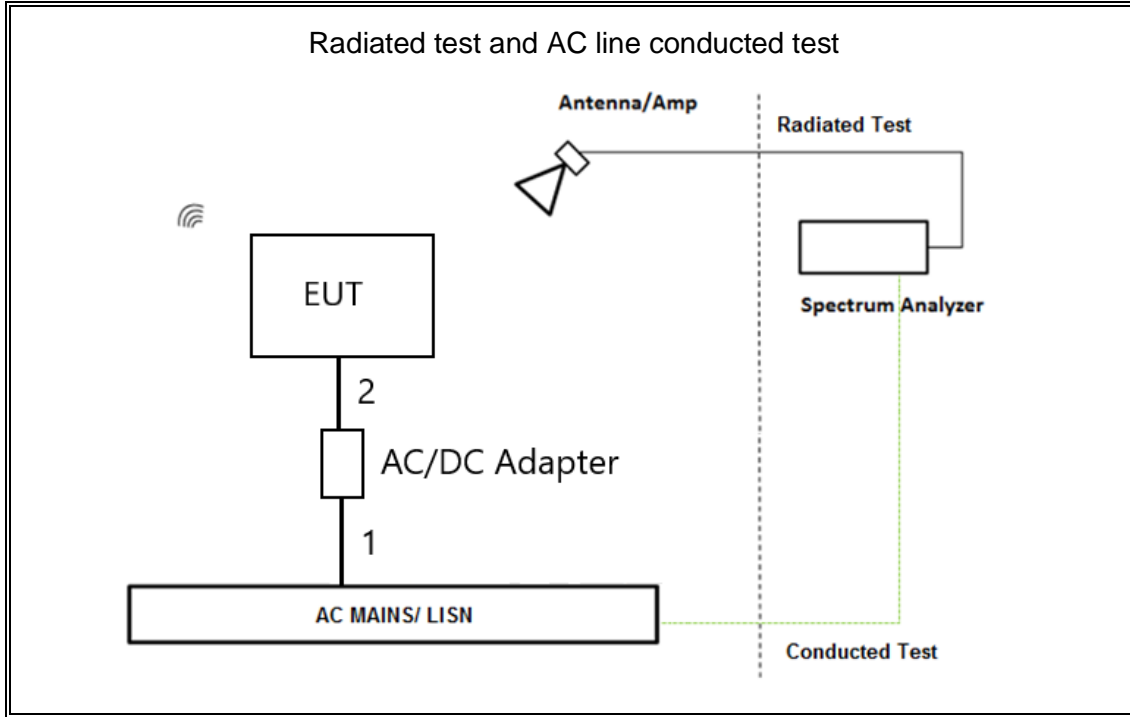 Radiated test and AC line conducted test
Antenna/Amp
Radiated Test
EUT
Spectrum Analyzer
2
AC/DC Adapter
1
AC MAINS/ LISN
Conducted Test